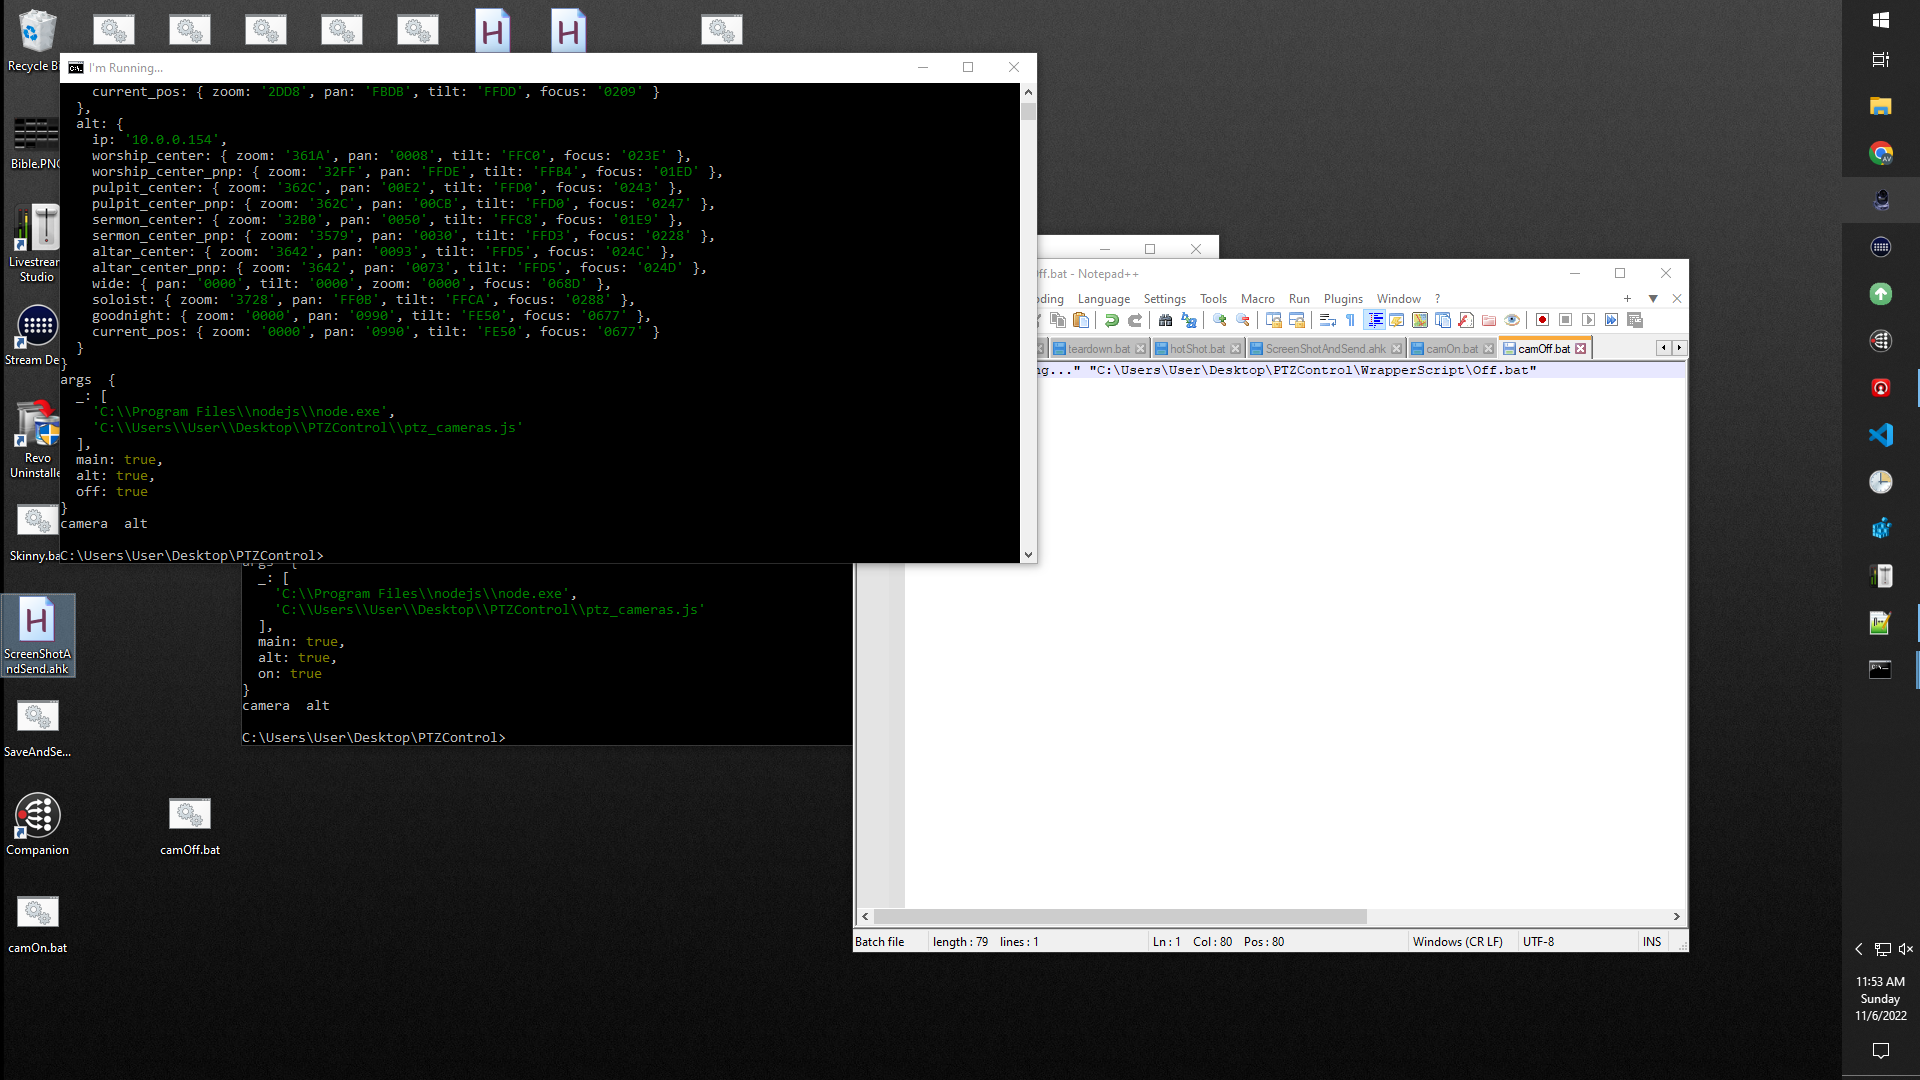 Recycle Bi
I'm Running...
current_pos: { zoom: '2DD8', pan: 'FBDB', tilt: 'FFDD', focus: '0209' }
},
alt: {
ip: '10.0.0.154',
worship_center: { zoom: '361A', pan: '0008', tilt: 'FFC0', focus: '023E' },
worship_center_pnp: { zoom: '32FF', pan: 'FFDE', tilt: 'FFB4', focus: '01ED' },
pulpit_center: { zoom: '362C', pan: '00E2', tilt: 'FFD0', focus: '0243' },
pulpit_center_pnp: { zoom: '362C', pan: '00CB', tilt: 'FFD0', focus: '0247' },
sermon_center: { zoom: '32B0', pan: '0050', tilt: 'FFC8', focus: '01E9' },
sermon_center_pnp: { zoom: '3579', pan: '0030', tilt: 'FFD3', focus: '0228' },
altar_center: { zoom: '3642', pan: '0093', tilt: 'FFD5', focus: '024C' },
altar_center_pnp: { zoom: '3642', pan: '0073', tilt: 'FFD5', focus: '024D' },
wide: { pan: '0000', tilt: '0000', zoom: '0000', focus: '068D' },
soloist: { zoom: '3728', pan: 'FF0B', tilt: 'FFCA', focus: '0288' },
goodnight: { zoom: '0000', pan: '0990', tilt: 'FE50', focus: '0677' },
current_pos: { zoom: '0000', pan: '0990', tilt: 'FE50', focus: '0677' }
}
}
args {
_: [
'C:\\Program Files\\nodejs\\node.exe',
'C:\\Users\\User\\Desktop\\PTZControl\\ptz_cameras.js'
],
main: true,
alt: true,
off: true
}
camera alt
C:\Users\User\Desktop\PTZControl>
args {
_: [
'C:\\Program Files\\nodejs\\node.exe',
'C:\\Users\\User\\Desktop\\PTZControl\\ptz_cameras.js'
],
main: true,
alt: true,
on: true
}
camera alt
C:\Users\User\Desktop\PTZControl>
Off.bat - Notepad++
oding Language Settings Tools Macro Run Plugins Window ?
teardown.bat hotShot.bat ScreenShotAndSend.ahk camOn.bat camOff.bat
ng..." "C:\Users\User\Desktop\PTZControl\WrapperScript\Off.bat"
Batch file length : 79 lines : 1 Ln : 1 Col : 80 Pos : 80 Windows (CR LF) UTF-8 INS
Bible.PNG
Livestream
Studio
Stream De
Revo
Uninstalle
Skinny.ba
ScreenShotA
ndSend.ahk
SaveAndSe...
Companion
camOff.bat
camOn.bat
11:53 AM
Sunday
11/6/2022